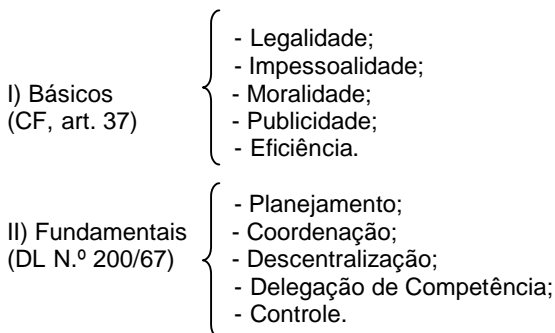 - Legalidade;
- Impessoalidade;
I) Básicos
- Moralidade;
(CF, art. 37)
- Publicidade;
- Eficiência.
- Planejamento;
II) Fundamentais
- Coordenação;
(DL N.º 200/67)
- Descentralização;
- Delegação de Competência;
- Controle.